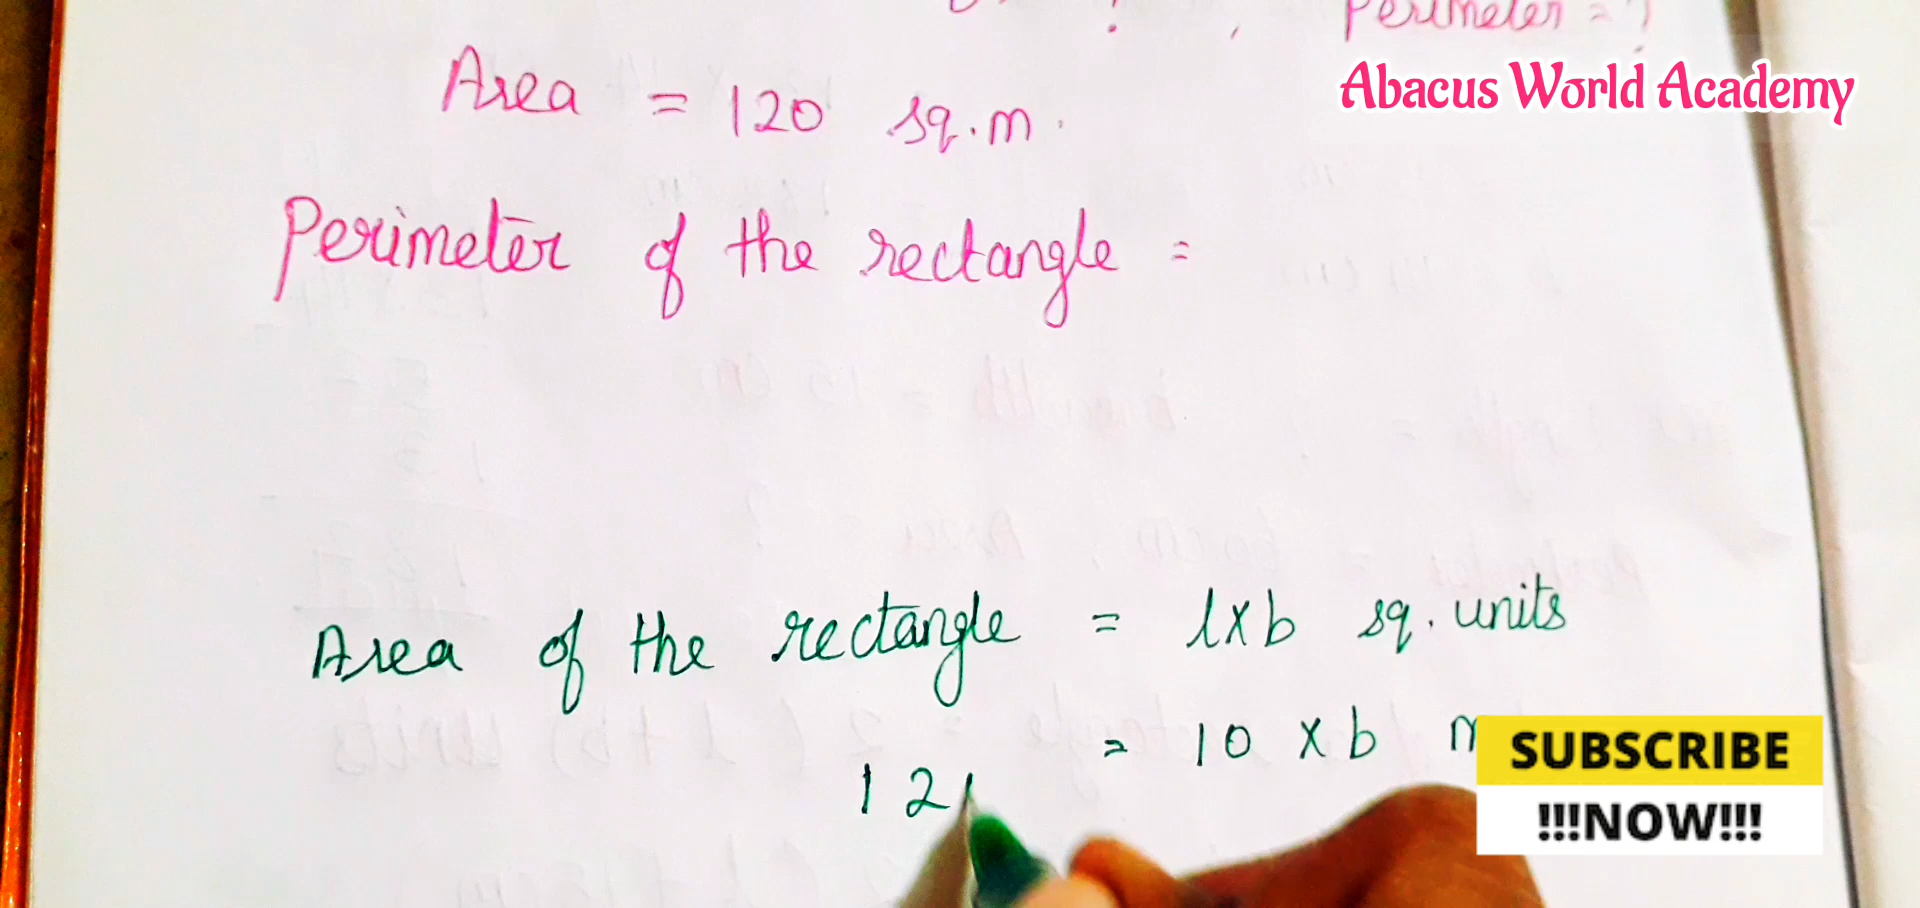 Perimeter = ?
Abacus World Academy
Area = 120 sq.m.
Perimeter of the rectangle =
Area of the rectangle = l x b sq. units
= 10 x b
12
SUBSCRIBE
!!!NOW!!!